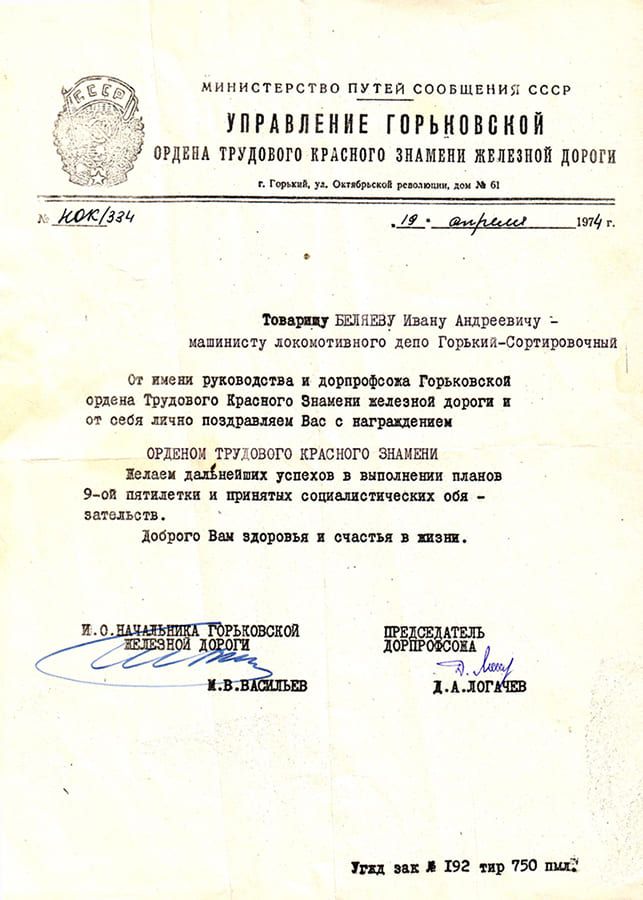 СССР
МИНИСТЕРСТВО ПУТЕЙ СООБЩЕНИЯ СССР
УПРАВЛЕНИЕ ГОРЬКОВСКОЙ
ОРДЕНА ТРУДОВОГО КРАСНОГО ЗНАМЕНИ ЖЕЛЕЗНОЙ ДОРОГИ
г. Горький, ул. Октябрьской революции, дом № 61
№ НОК/334 „19" апреля 1974 г.
Товарищу БЕЛЯЕВУ Ивану Андреевичу -
машинисту локомотивного депо Горький-Сортировочный
От имени руководства и дорпрофсожа Горьковской
ордена Трудового Красного Знамени железной дороги и
от себя лично поздравляем Вас с награждением
ОРДЕНОМ ТРУДОВОГО КРАСНОГО ЗНАМЕНИ
Желаем дальнейших успехов в выполнении планов
9-ой пятилетки и принятых социалистических обя -
зательств.
Доброго Вам здоровья и счастья в жизни.
И.О.НАЧАЛЬНИКА ГОРЬКОВСКОЙ
ЖЕЛЕЗНОЙ ДОРОГИ
М.В.ВАСИЛЬЕВ
ПРЕДСЕДАТЕЛЬ
ДОРПРОФСОЖА
Д.А.ЛОГАЧЕВ
Угжд зак № 192 тир 750 пыл.